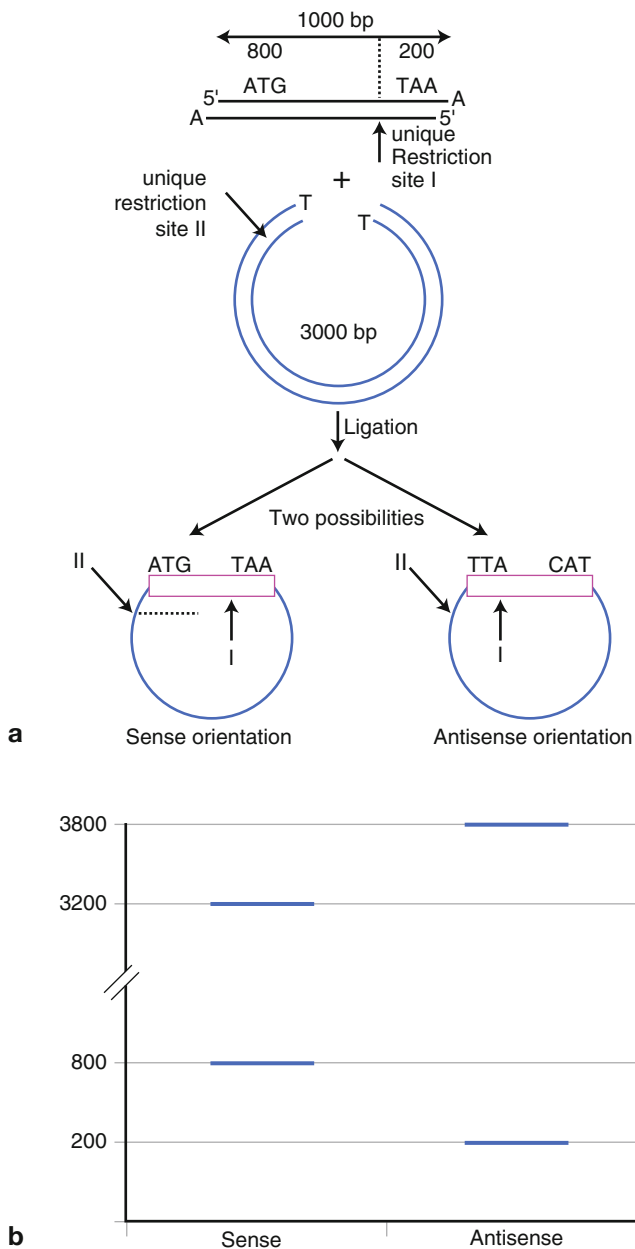 1000 bp
800 200
ATG TAA
5' A
A 5'
unique
Restriction
site I
unique
restriction
site II
+
T
T
3000 bp
Ligation
Two possibilities
II ATG TAA
I
Sense orientation
II TTA CAT
I
Antisense orientation
a
3800
3200
800
200
Sense Antisense
b